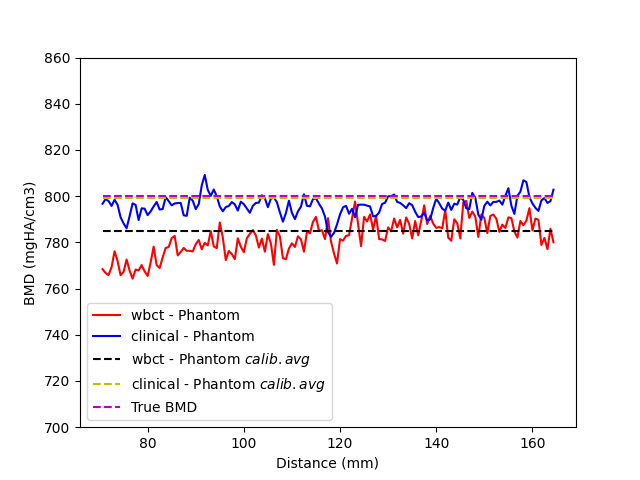 860
840
820
800
780
760
740
720
700
BMD (mgHA/cm3)
wbct - Phantom
clinical - Phantom
wbct - Phantom calib.avg
clinical - Phantom calib.avg
True BMD
80 100 120 140 160
Distance (mm)